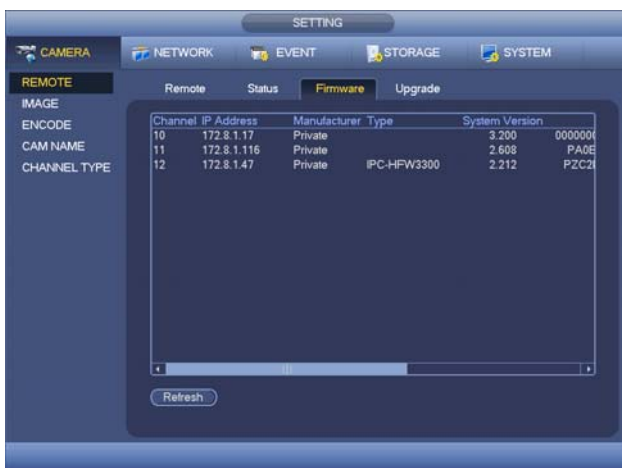 SETTING
CAMERA NETWORK EVENT STORAGE SYSTEM
REMOTE
IMAGE
ENCODE
CAM NAME
CHANNEL TYPE
Remote Status Firmware Upgrade
Channel IP Address Manufacturer Type System Version
10 172.8.1.17 Private 3.200
11 172.8.1.116 Private 2.608 PA0E
12 172.8.1.47 Private IPC-HFW3300 2.212
Refresh